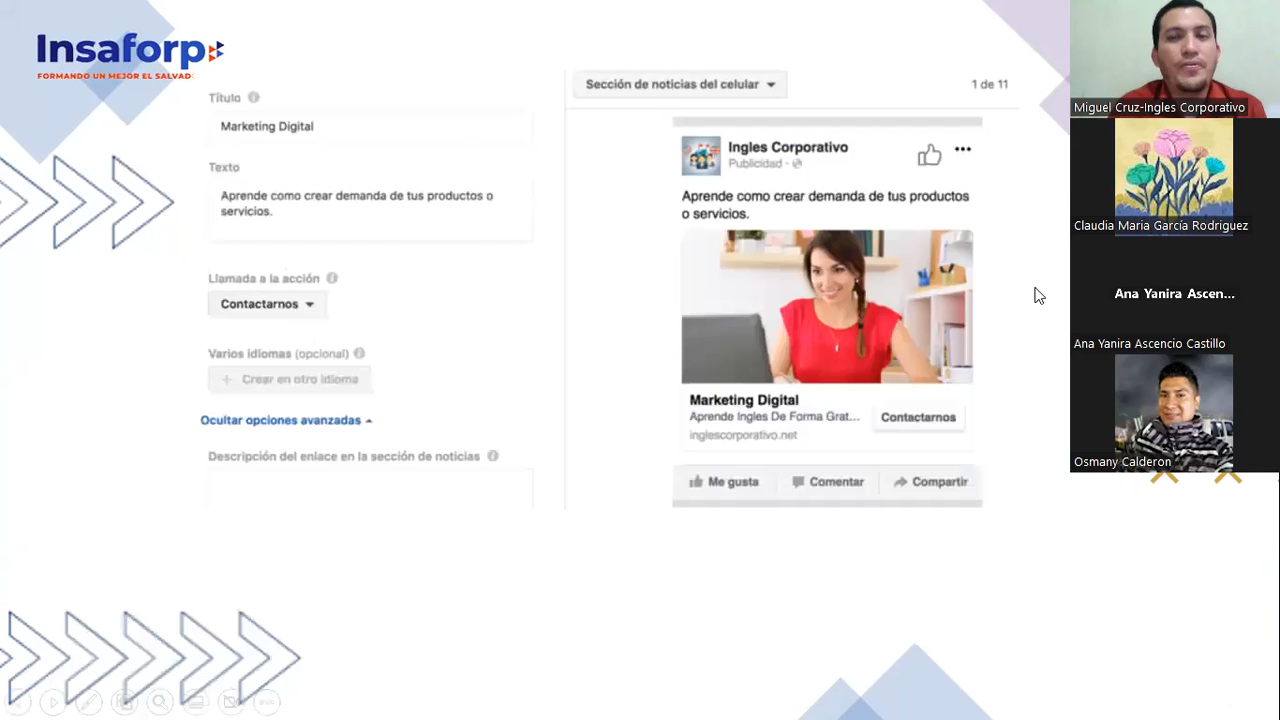 Insaforp
FORMANDO UN MEJOR EL SALVAD
Título
Marketing Digital
Texto
Aprende como crear demanda de tus productos o
servicios.
Llamada a la acción
Contactarnos
Varios idiomas (opcional)
+ Crear en otro idioma
Ocultar opciones avanzadas
Descripción del enlace en la sección de noticias
Sección de noticias del celular
1 de 11
Ingles Corporativo
Publicidad
Aprende como crear demanda de tus productos
o servicios.
Marketing Digital
Aprende Ingles De Forma Grat...
inglescorporativo.net
Contactarnos
Me gusta
Comentar
Compartir
Miguel Cruz-Ingles Corporativo
Claudia Maria García Rodriguez
Ana Yanira Ascen...
Ana Yanira Ascencio Castillo
Osmany Calderon